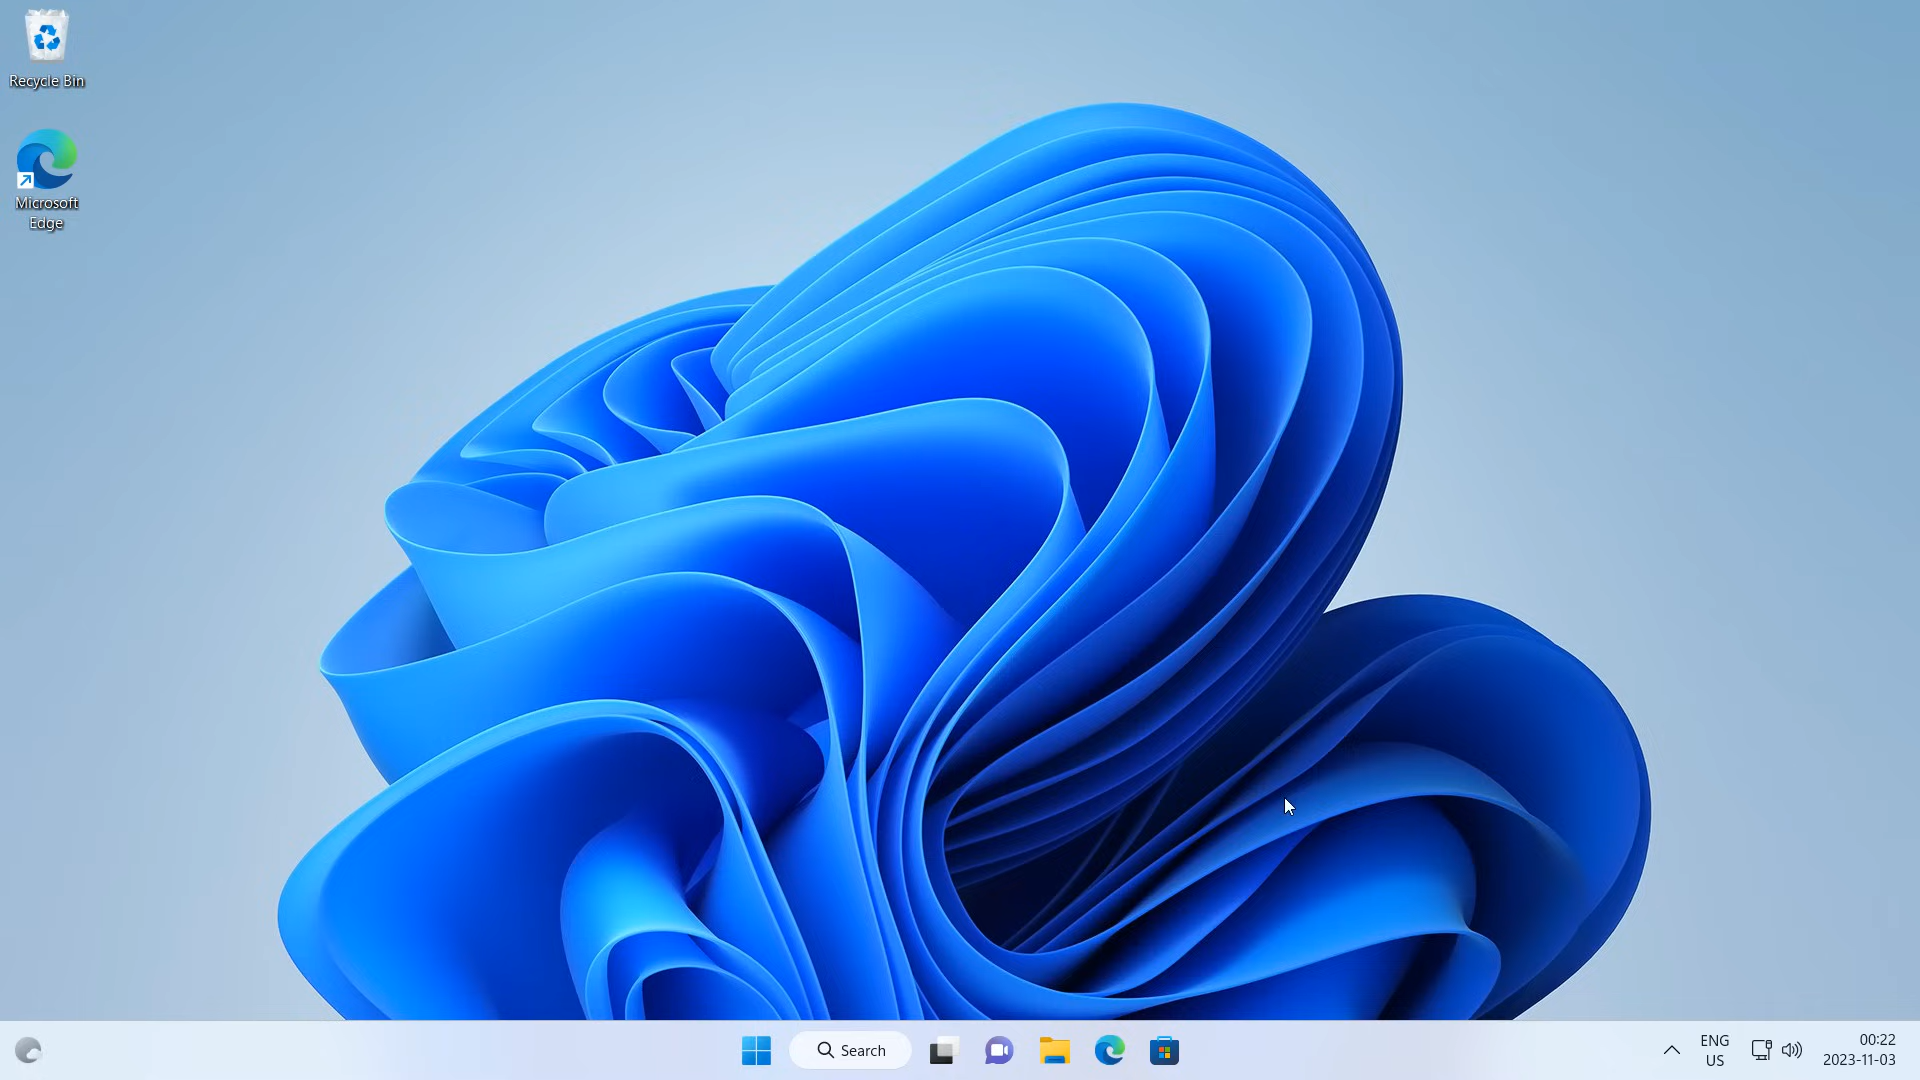 Recycle Bin
Microsoft
Edge
Search
ENG
US
00:22
2023-11-03